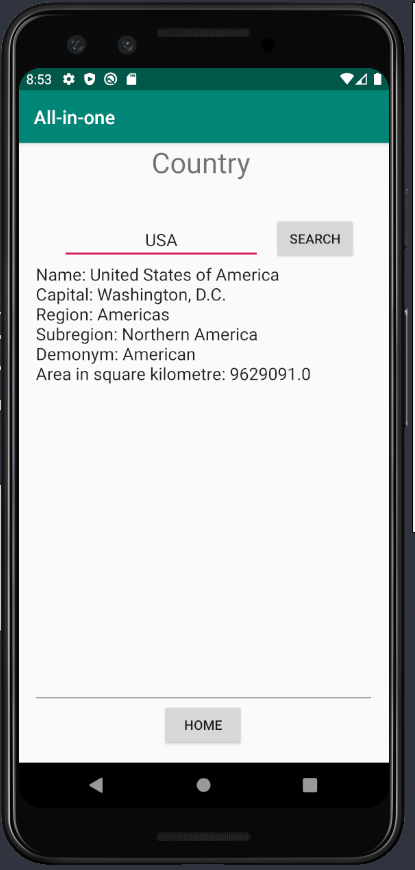 8:53
All-in-one
Country
USA
SEARCH
Name: United States of America
Capital: Washington, D.C.
Region: Americas
Subregion: Northern America
Demonym: American
Area in square kilometre: 9629091.0
HOME